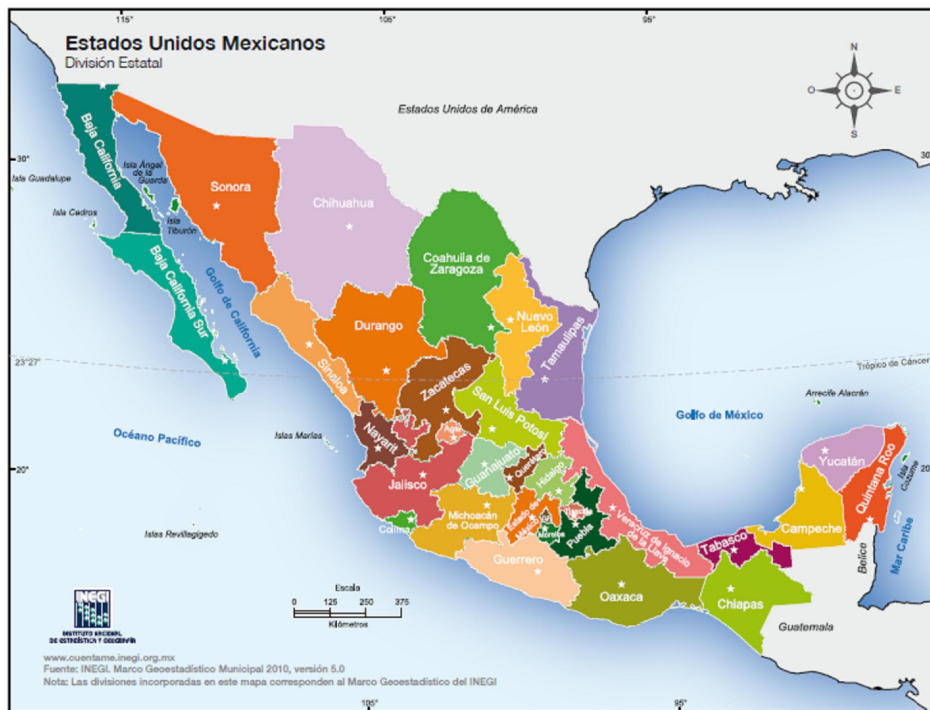 115°
105°
95°
Estados Unidos Mexicanos
División Estatal
N
O
E
S
Estados Unidos de América
30°
30
Baja California
Isla Ángel
de la
Guarda
Isla Guadalupe
Sonora
Chihuahua
Isla Cedros
Isla
Tiburón
Coahuila de
Zaragoza
Golfo de California
Baja California Sur
Nuevo
León
Durango
Tamaulipas
23°27'
Sinaloa
Trópico de Cáncer
Zacatecas
Arrecife Alacrán
San Luis Potosí
Golfo de México
Océano Pacífico
Islas Marías
Nayarit
Ags.
20°
20
Yucatán
Quintana Roo
Isla
Cozumel
Guanajuato
Querétaro
Hidalgo
Jalisco
Michoacán
de Ocampo
Estado de
México
Tlaxcala
Veracruz de Ignacio
de la Llave
Campeche
Colima
Morelos
Puebla
Islas Revillagigedo
Tabasco
Belice
Mar Caribe
Guerrero
Oaxaca
Chiapas
Guatemala
Escala
0
125
250
375
Kilómetros
INEGI
INSTITUTO NACIONAL
DE ESTADÍSTICA Y GEOGRAFÍA
www.cuentame.inegi.org.mx
Fuente: INEGI. Marco Geoestadístico Municipal 2010, versión 5.0
Nota: Las divisiones incorporadas en este mapa corresponden al Marco Geoestadístico del INEGI
105°
95°